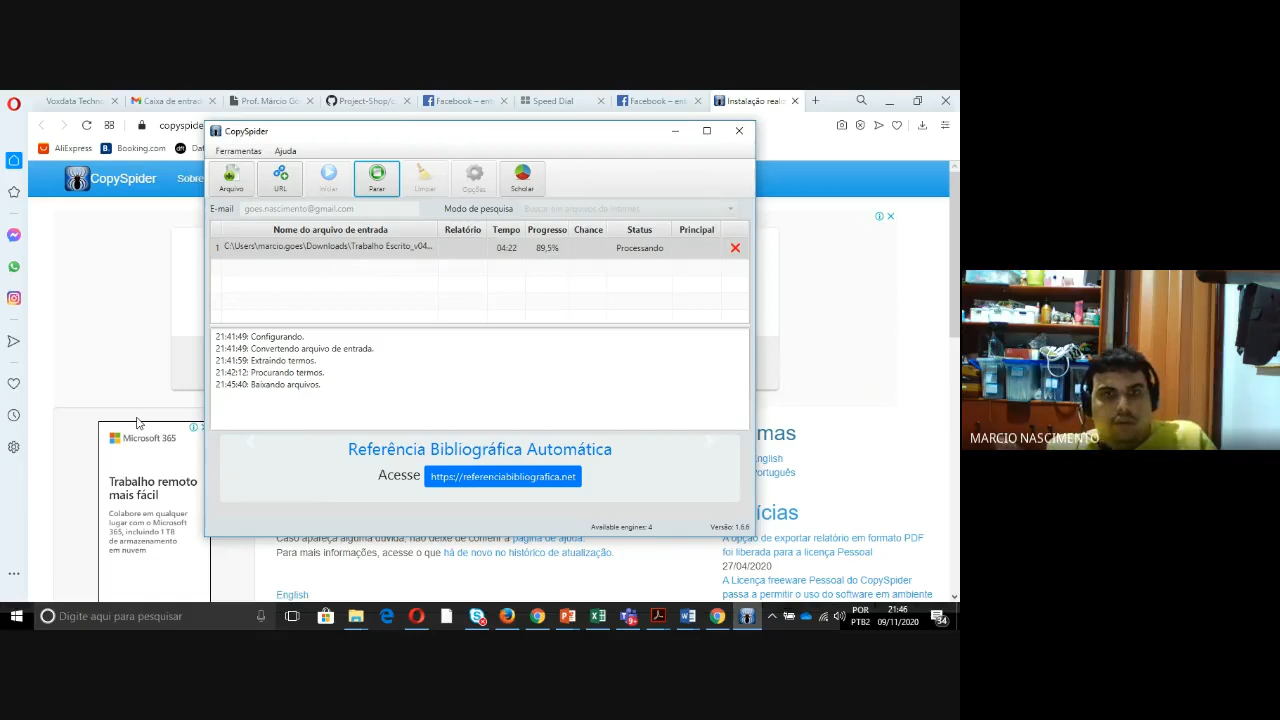 Voxdata Techno
Caixa de entrad
Prof. Márcio Gó
Project-Shop/c
Facebook – ent
Speed Dial
Facebook – ent
Instalação reali
copyspide
AliExpress
Booking.com
CopySpider
Sobre
CopySpider
Ferramentas Ajuda
Arquivo
URL
Iniciar
Parar
Limpar
Opções
Scholar
E-mail goes.nascimento@gmail.com Modo de pesquisa Buscar em arquivos da internet
Nome do arquivo de entrada Relatório Tempo Progresso Chance Status Principal
1 C:\Users\marcio.goes\Downloads\Trabalho Escrito_v04... 04:22 89,5% Processando
21:41:49: Configurando.
21:41:49: Convertendo arquivo de entrada.
21:41:59: Extraindo termos.
21:42:12: Procurando termos.
21:45:40: Baixando arquivos.
Referência Bibliográfica Automática
Acesse https://referenciabibliografica.net
Available engines: 4 Versão: 1.6.6
Microsoft 365
Trabalho remoto
mais fácil
Colabore em qualquer
lugar com o Microsoft
365, incluindo 1 TB
de armazenamento
em nuvem
Caso apareça alguma dúvida, não deixe de conferir a página de ajuda.
Para mais informações, acesse o que há de novo no histórico de atualização.
English
mas
nglish
ortuguês
ícias
A opção de exportar relatório em formato PDF
foi liberada para a licença Pessoal
27/04/2020
A Licença freeware Pessoal do CopySpider
passa a permitir o uso do software em ambiente
Digite aqui para pesquisar
POR
PTB2
21:46
09/11/2020
34
MARCIO NASCIMENTO